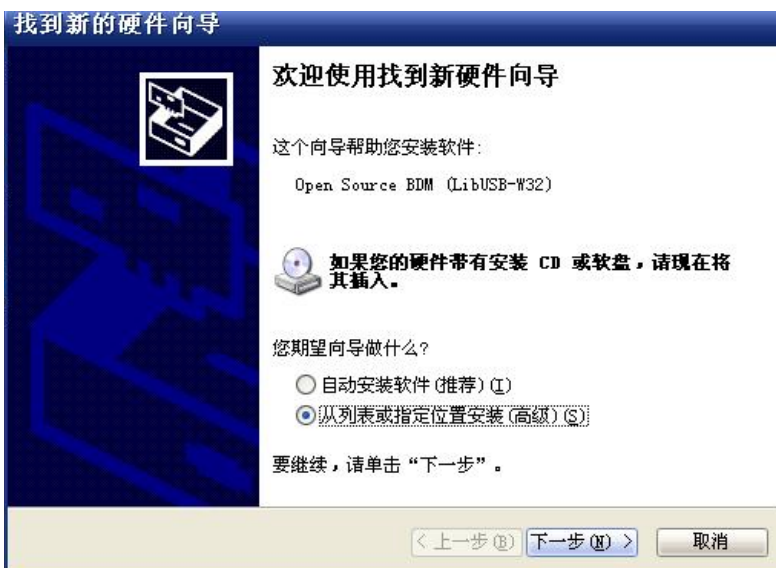 找到新的硬件向导
欢迎使用找到新硬件向导
这个向导帮助您安装软件:
Open Source BDM (LibUSB-W32)
如果您的硬件带有安装 CD 或软盘，请现在将
其插入。
您期望向导做什么?
自动安装软件(推荐)(I)
从列表或指定位置安装(高级)(S)
要继续，请单击“下一步”。
< 上一步(B) 下一步(N) > 取消